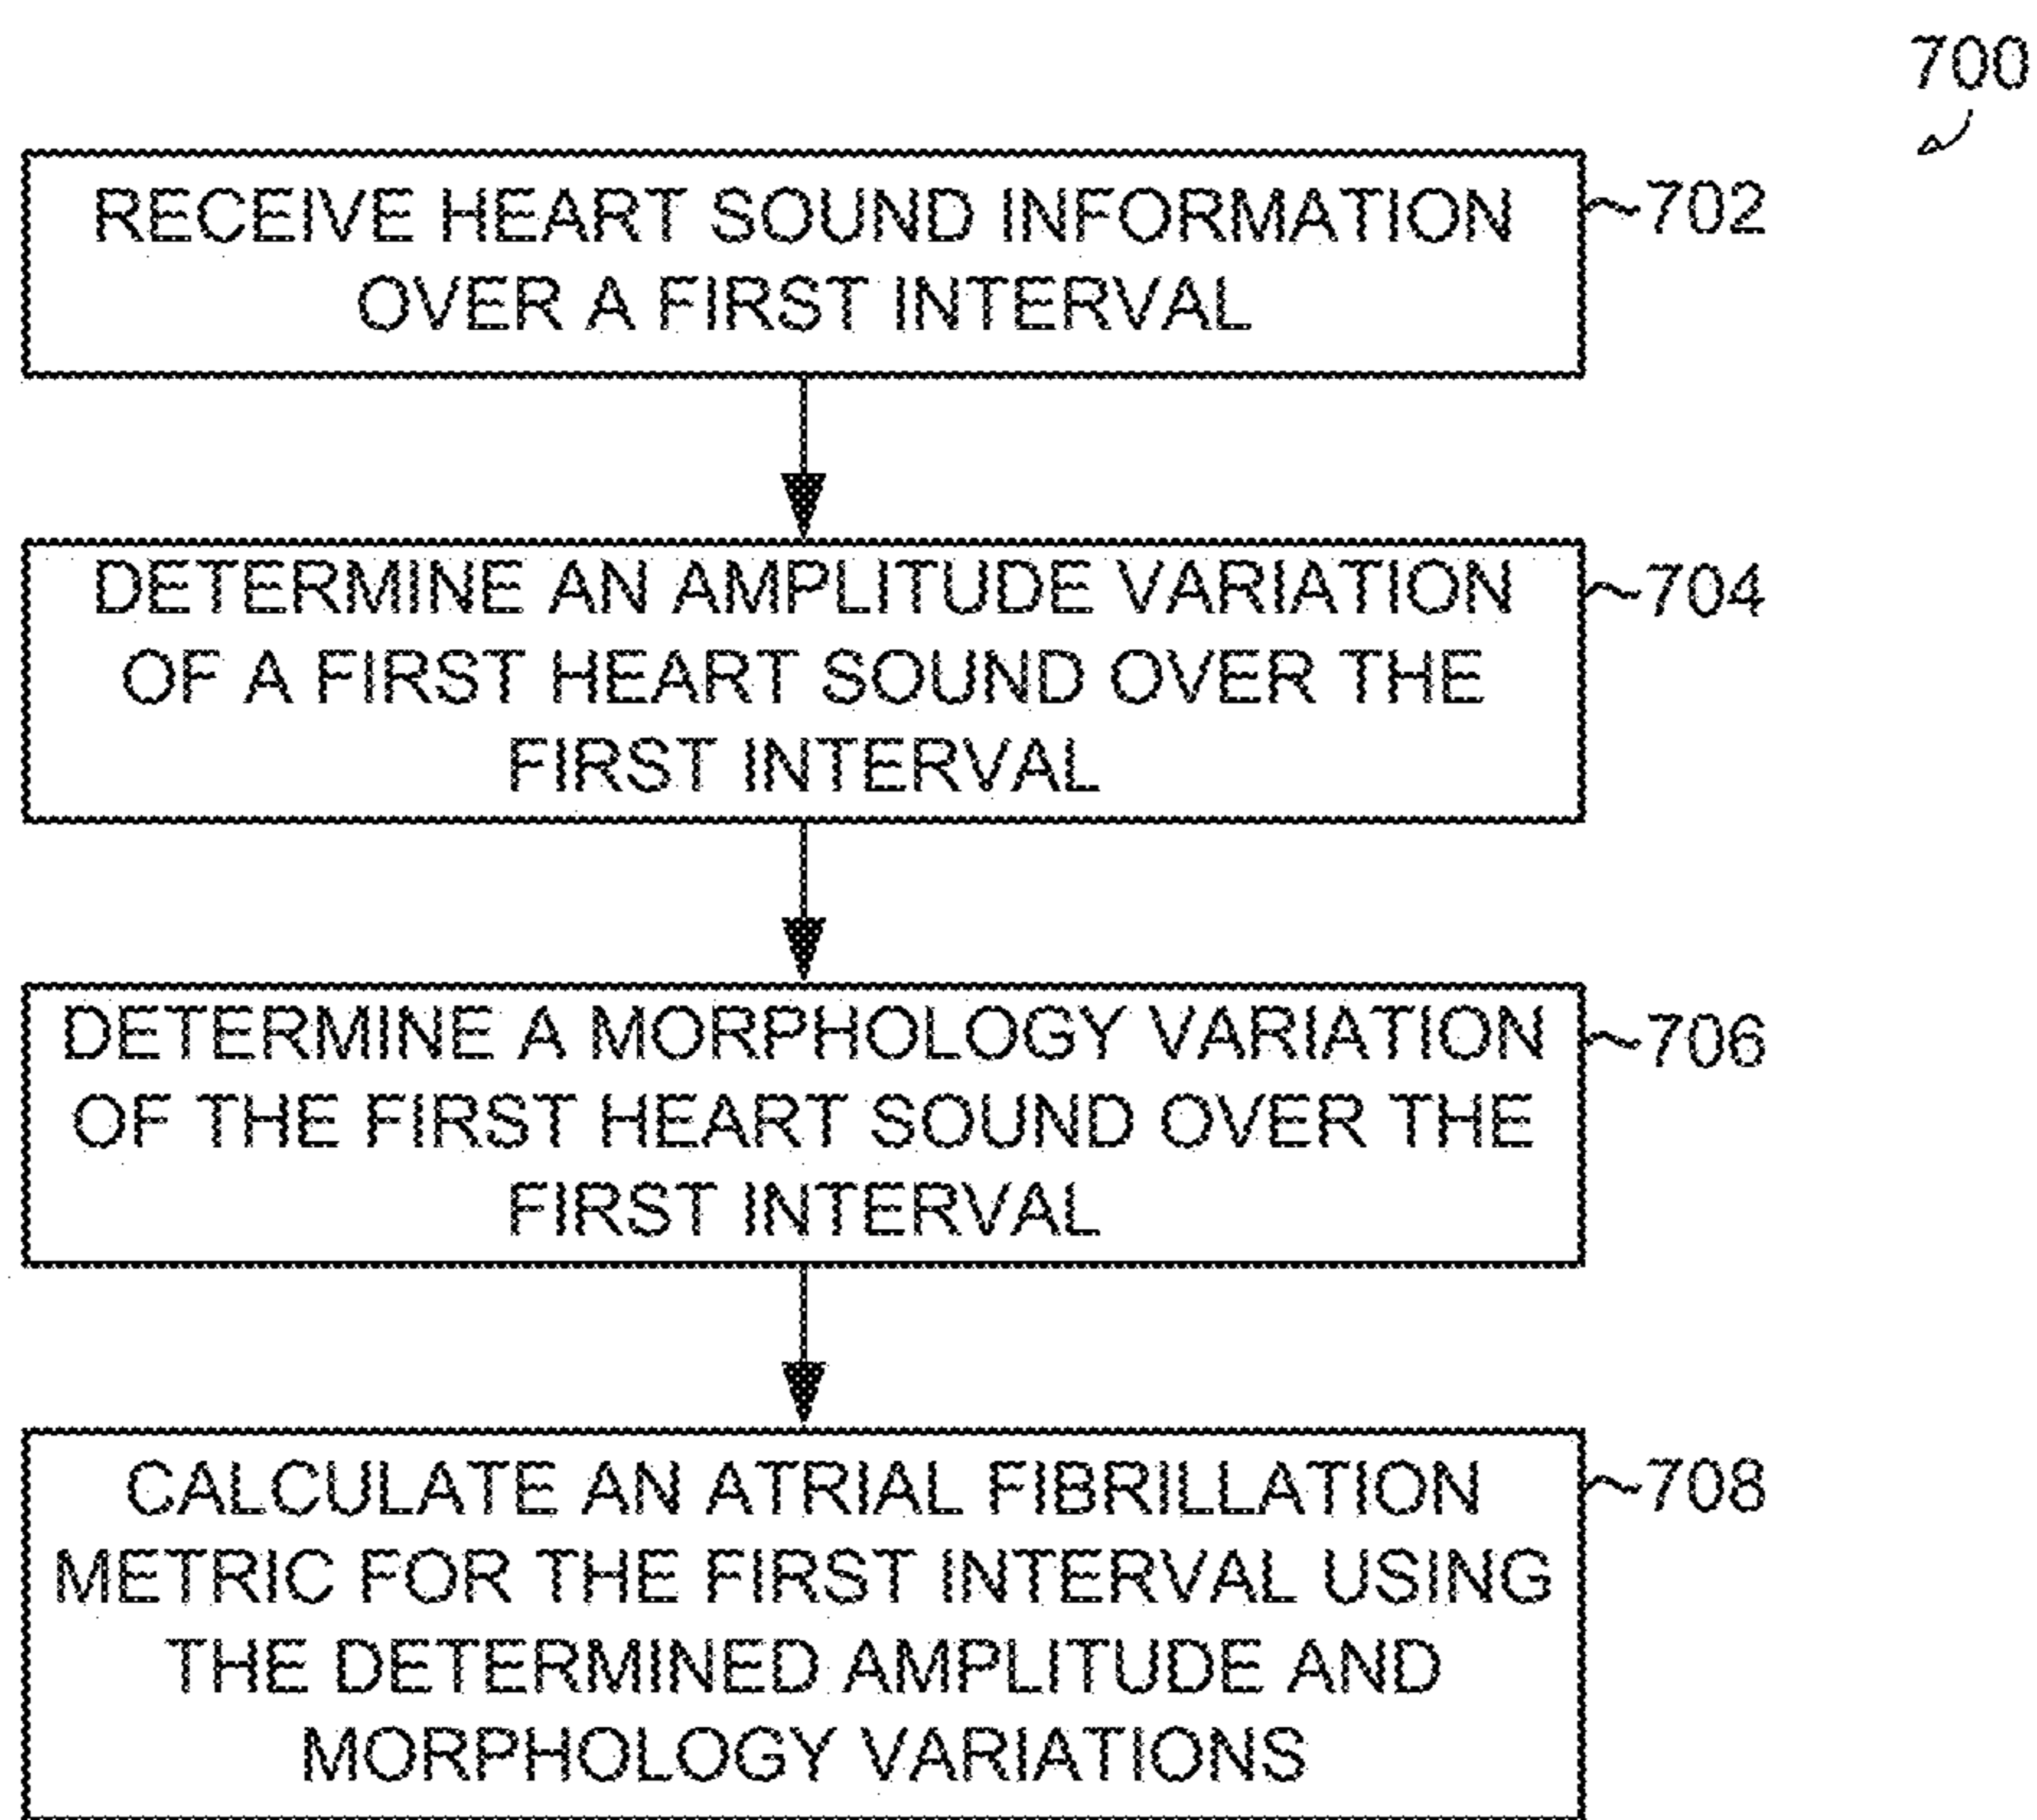 700
RECEIVE HEART SOUND INFORMATION
OVER A FIRST INTERVAL
702
DETERMINE AN AMPLITUDE VARIATION
OF A FIRST HEART SOUND OVER THE
FIRST INTERVAL
704
DETERMINE A MORPHOLOGY VARIATION
OF THE FIRST HEART SOUND OVER THE
FIRST INTERVAL
706
CALCULATE AN ATRIAL FIBRILLATION
METRIC FOR THE FIRST INTERVAL USING
THE DETERMINED AMPLITUDE AND
MORPHOLOGY VARIATIONS
708